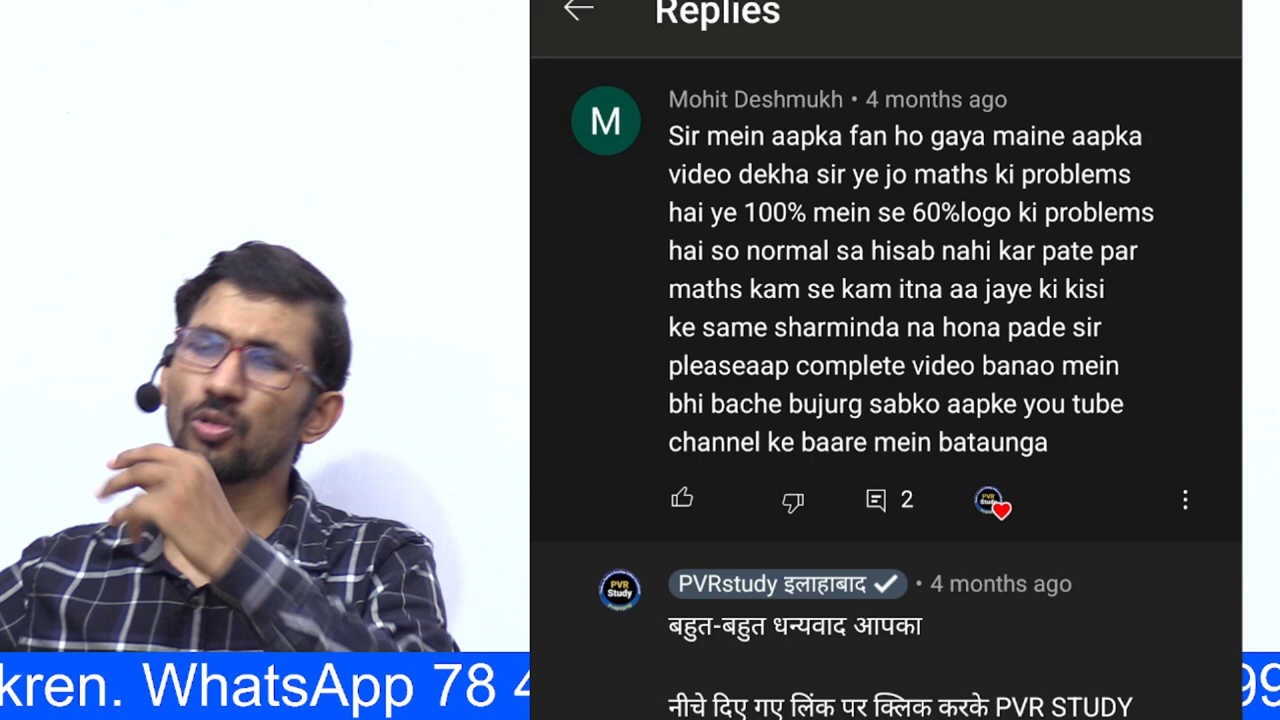 Replies
M
Mohit Deshmukh • 4 months ago
Sir mein aapka fan ho gaya maine aapka
video dekha sir ye jo maths ki problems
hai ye 100% mein se 60%logo ki problems
hai so normal sa hisab nahi kar pate par
maths kam se kam itna aa jaye ki kisi
ke same sharminda na hona pade sir
pleaseaap complete video banao mein
bhi bache bujurg sabko aapke you tube
channel ke baare mein bataunga
2
PVR
Study
PVR
Study
PVRstudy इलाहाबाद • 4 months ago
बहुत-बहुत धन्यवाद आपका
नीचे दिए गए लिंक पर क्लिक करके PVR STUDY
kren. WhatsApp 78 4
99